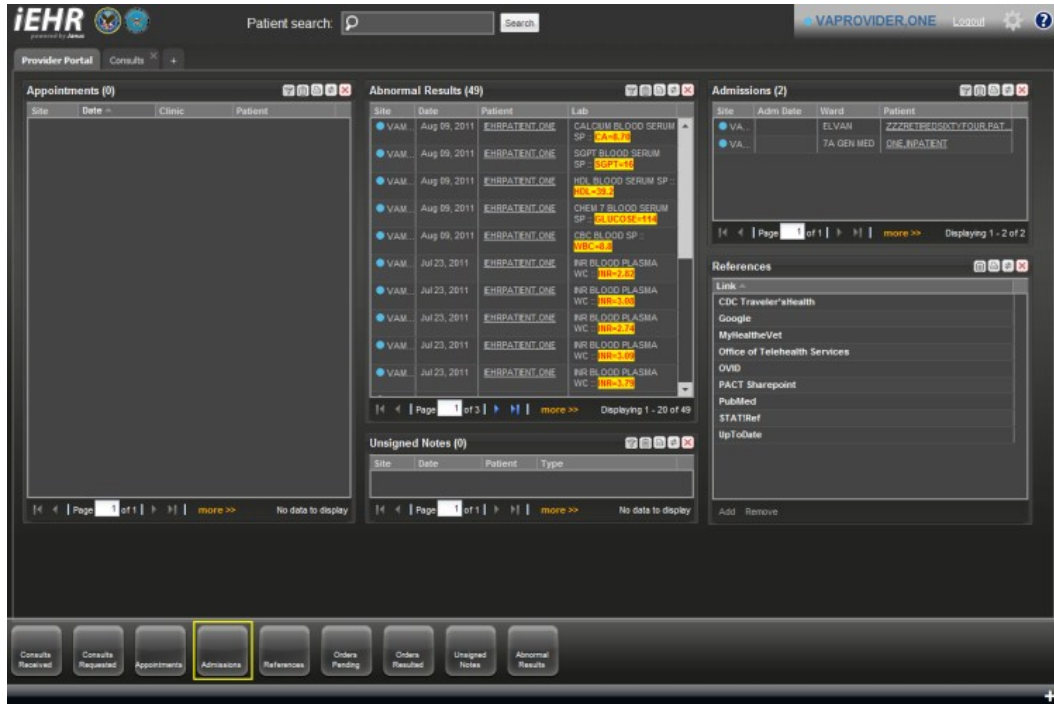 iEHR
powered by Janus
Patient search:
Search
VAPROVIDER,ONE
Logout
?
Provider Portal
Consults
+
Appointments (0)
Site Date Clinic Patient
Page 1 of 1 more >> No data to display
Abnormal Results (49)
Site Date Patient Lab
VAM... Aug 09, 2011 EHRPATIENT,ONE CALCIUM BLOOD SERUM
SP :: CA=8.70
VAM... Aug 09, 2011 EHRPATIENT,ONE SGPT BLOOD SERUM
SP :: SGPT=16
VAM... Aug 09, 2011 EHRPATIENT,ONE HDL BLOOD SERUM SP ::
HDL=39.2
VAM... Aug 09, 2011 EHRPATIENT,ONE CHEM 7 BLOOD SERUM
SP :: GLUCOSE=114
VAM... Aug 09, 2011 EHRPATIENT,ONE CBC BLOOD SP ::
WBC=8.8
VAM... Jul 23, 2011 EHRPATIENT,ONE INR BLOOD PLASMA
WC :: INR=2.82
VAM... Jul 23, 2011 EHRPATIENT,ONE INR BLOOD PLASMA
WC :: INR=3.08
VAM... Jul 23, 2011 EHRPATIENT,ONE INR BLOOD PLASMA
WC :: INR=2.74
VAM... Jul 23, 2011 EHRPATIENT,ONE INR BLOOD PLASMA
WC :: INR=3.09
VAM... Jul 23, 2011 EHRPATIENT,ONE INR BLOOD PLASMA
WC :: INR=3.79
Page 1 of 3 more >> Displaying 1 - 20 of 49
Unsigned Notes (0)
Site Date Patient Type
Page 1 of 1 more >> No data to display
Admissions (2)
Site Adm Date Ward Patient
VA... ELVAN ZZZRETIREDSIXTYFOUR,PAT...
VA... 7A GEN MED ONE,INPATIENT
Page 1 of 1 more >> Displaying 1 - 2 of 2
References
Link
CDC Traveler'sHealth
Google
MyHealtheVet
Office of Telehealth Services
OVID
PACT Sharepoint
PubMed
STAT!Ref
UpToDate
Add Remove
Consults
Received
Consults
Requested
Appointments
Admissions
References
Orders
Pending
Orders
Resulted
Unsigned
Notes
Abnormal
Results
+